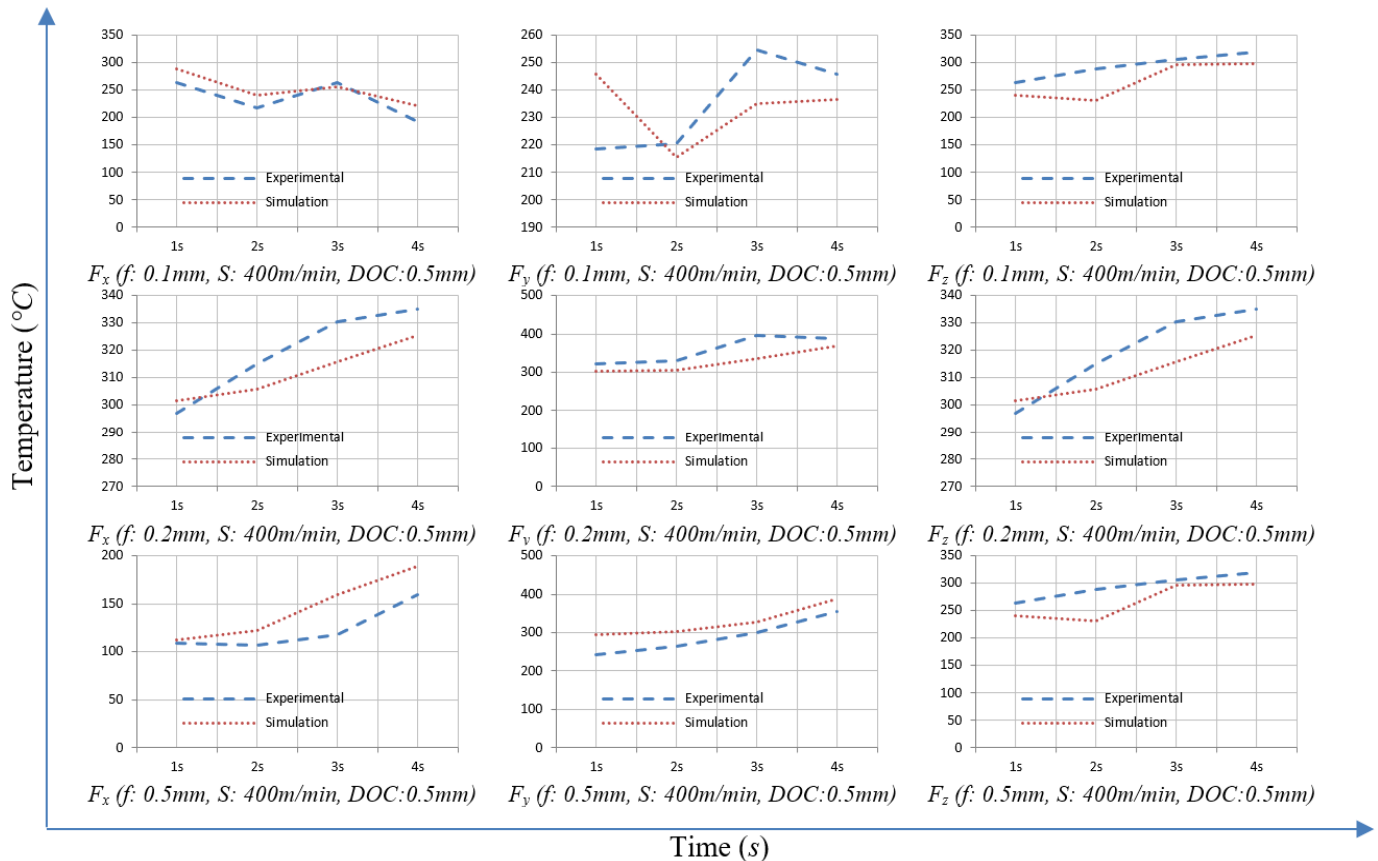 Temperature (°C)
350
300
250
200
150
100
50
0
Experimental
Simulation
1s 2s 3s 4s
Fx (f: 0.1mm, S: 400m/min, DOC:0.5mm)
260
250
240
230
220
210
200
190
Experimental
Simulation
1s 2s 3s 4s
Fy (f: 0.1mm, S: 400m/min, DOC:0.5mm)
350
300
250
200
150
100
50
0
Experimental
Simulation
1s 2s 3s 4s
Fz (f: 0.1mm, S: 400m/min, DOC:0.5mm)
340
330
320
310
300
290
280
270
Experimental
Simulation
1s 2s 3s 4s
Fx (f: 0.2mm, S: 400m/min, DOC:0.5mm)
500
400
300
200
100
0
Experimental
Simulation
1s 2s 3s 4s
Fy (f: 0.2mm, S: 400m/min, DOC:0.5mm)
340
330
320
310
300
290
280
270
Experimental
Simulation
1s 2s 3s 4s
Fz (f: 0.2mm, S: 400m/min, DOC:0.5mm)
200
150
100
50
0
Experimental
Simulation
1s 2s 3s 4s
Fx (f: 0.5mm, S: 400m/min, DOC:0.5mm)
500
400
300
200
100
0
Experimental
Simulation
1s 2s 3s 4s
Fy (f: 0.5mm, S: 400m/min, DOC:0.5mm)
350
300
250
200
150
100
50
0
Experimental
Simulation
1s 2s 3s 4s
Fz (f: 0.5mm, S: 400m/min, DOC:0.5mm)
Time (s)